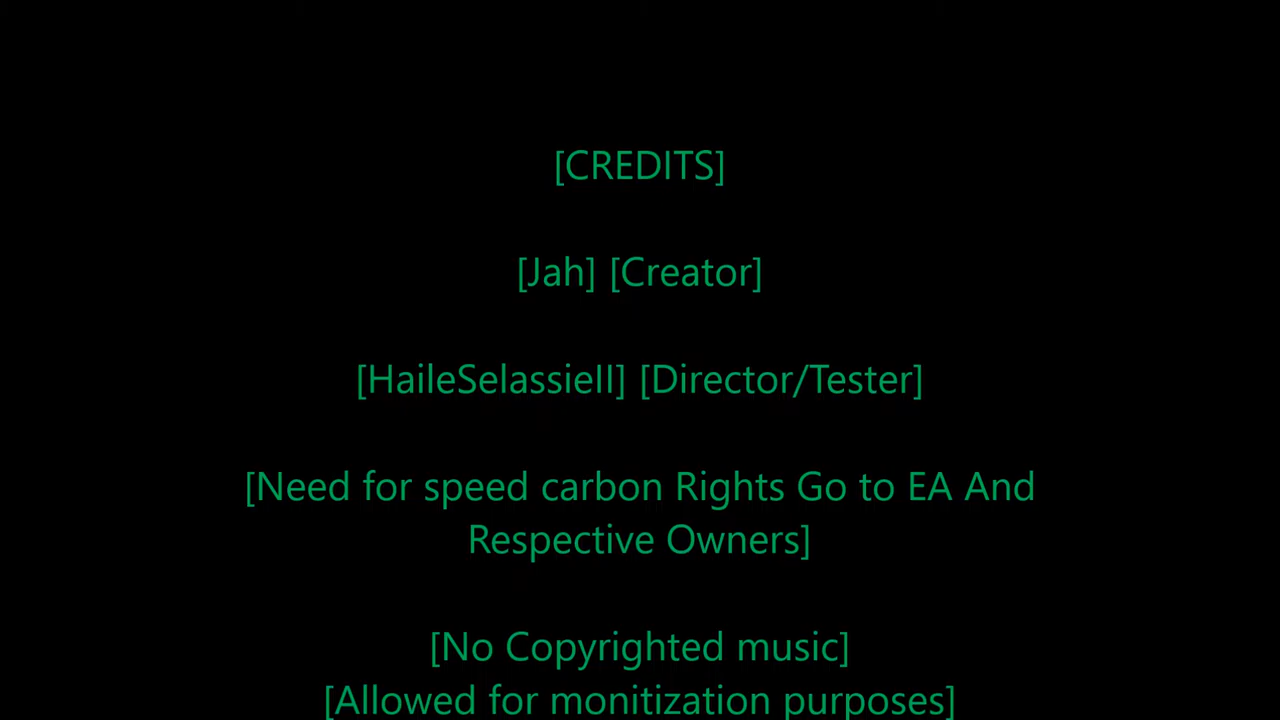 [CREDITS]
[Jah] [Creator]
[HaileSelassieII] [Director/Tester]
[Need for speed carbon Rights Go to EA And
Respective Owners]
[No Copyrighted music]
[Allowed for monitization purposes]